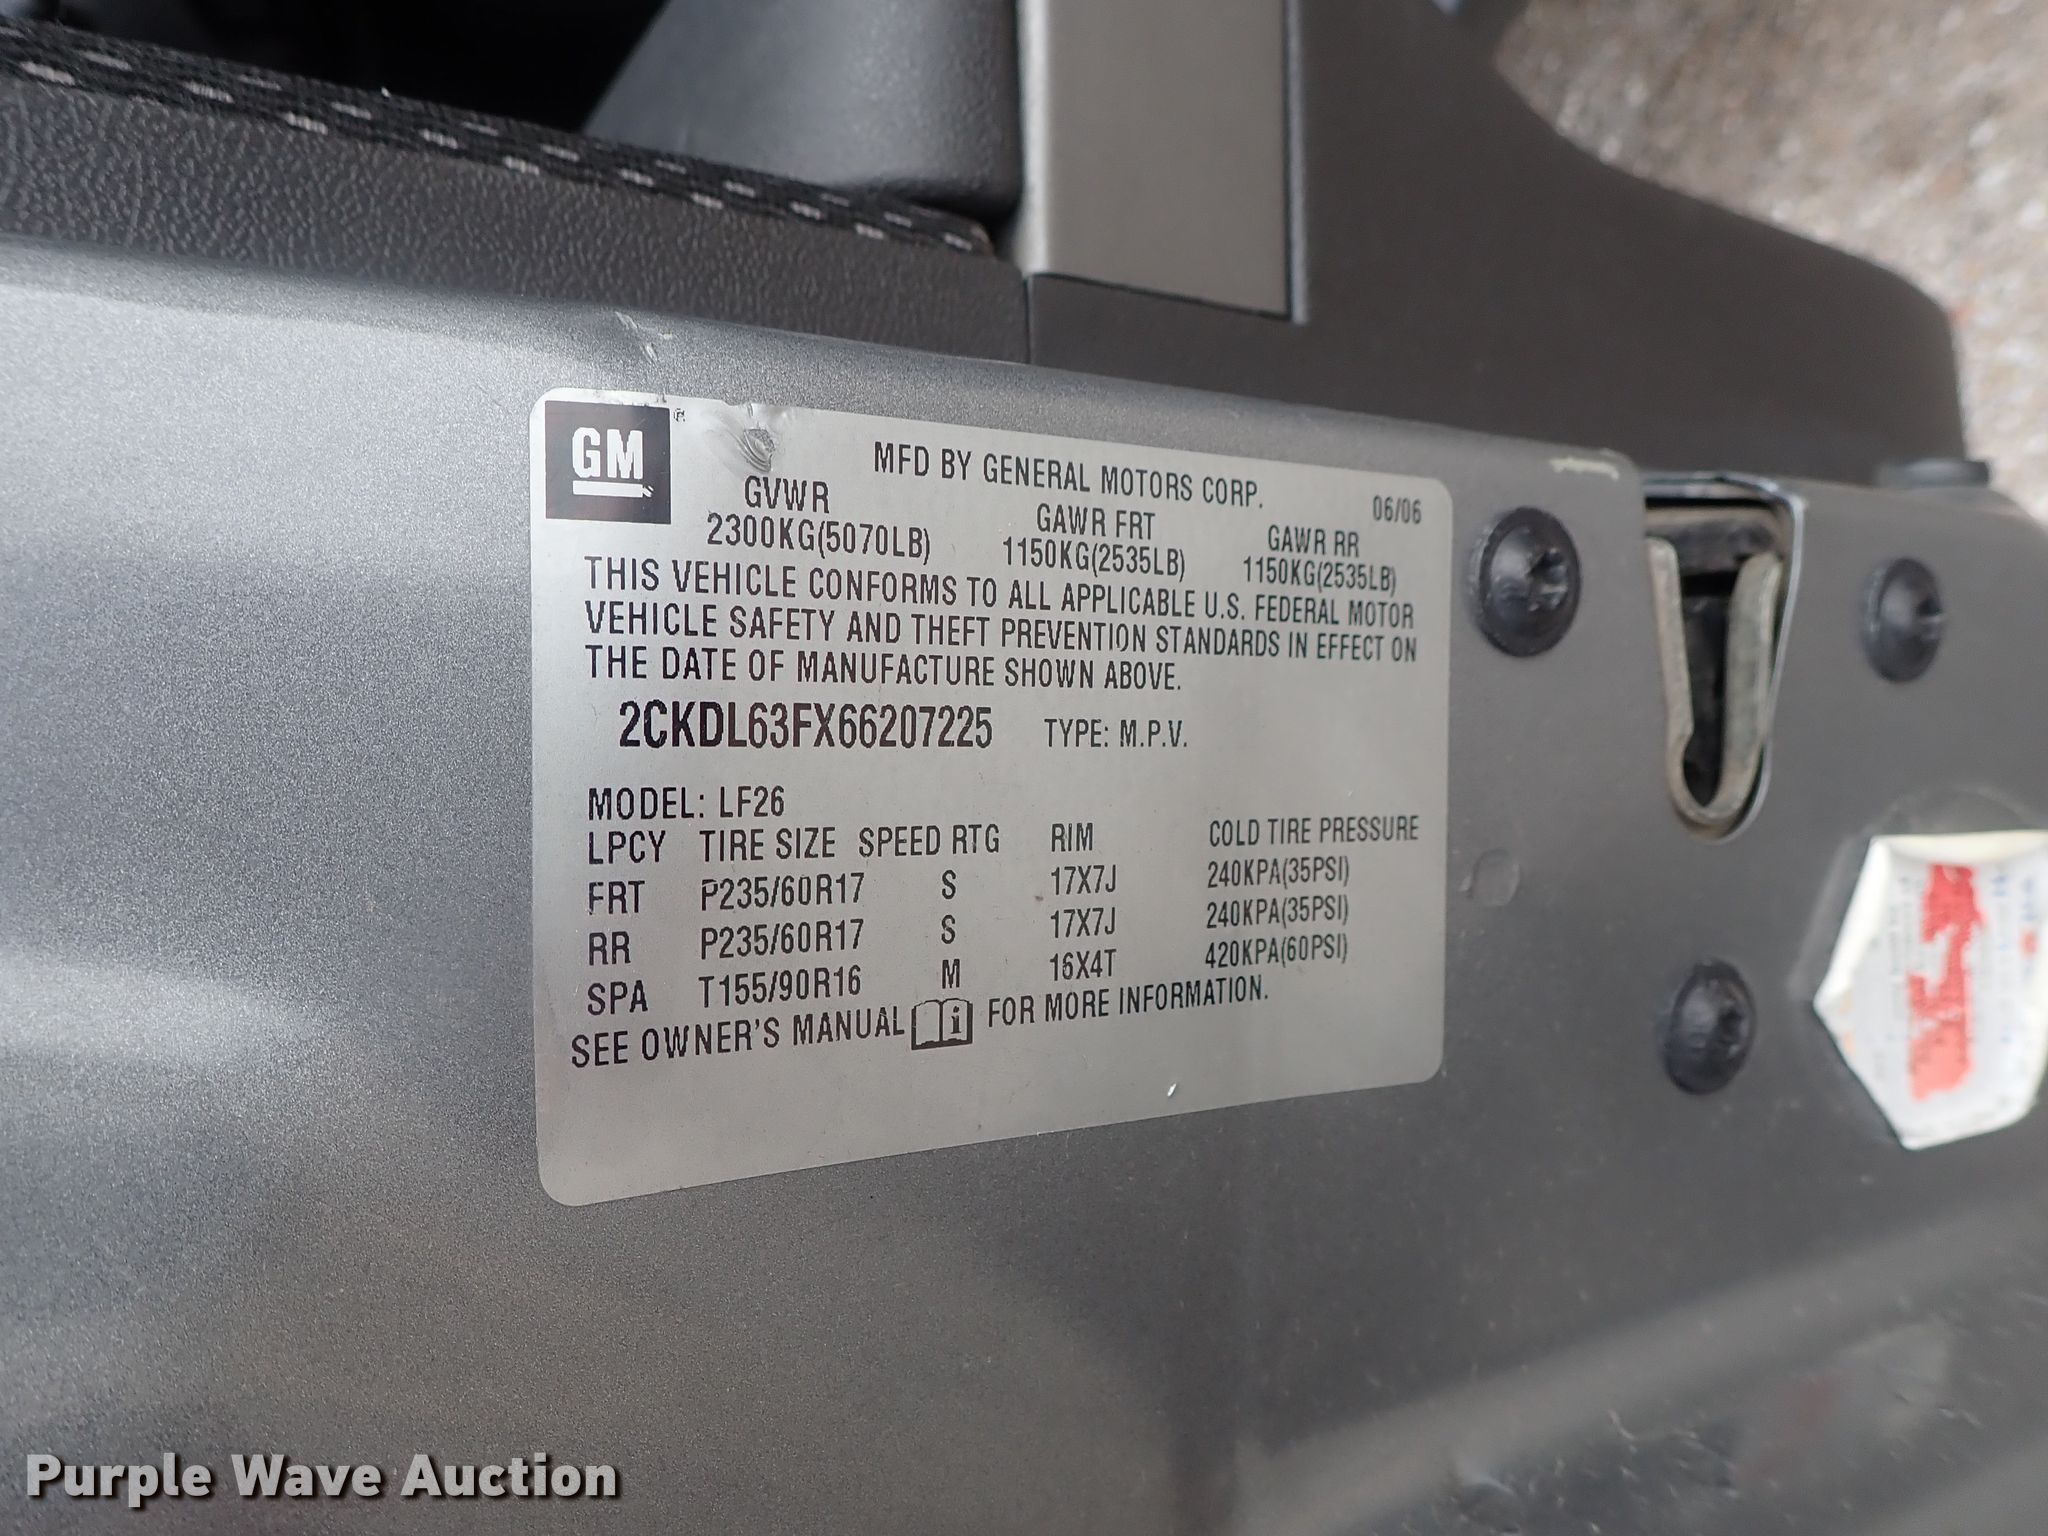 GM
MFD BY GENERAL MOTORS CORP.
06/06
GVWR GAWR FRT GAWR RR
2300KG(5070LB) 1150KG(2535LB) 1150KG(2535LB)
THIS VEHICLE CONFORMS TO ALL APPLICABLE U.S. FEDERAL MOTOR
VEHICLE SAFETY AND THEFT PREVENTION STANDARDS IN EFFECT ON
THE DATE OF MANUFACTURE SHOWN ABOVE.
2CKDL63FX66207225 TYPE: M.P.V.
MODEL: LF26
LPCY TIRE SIZE SPEED RTG RIM COLD TIRE PRESSURE
FRT P235/60R17 S 17X7J 240KPA(35PSI)
RR P235/60R17 S 17X7J 240KPA(35PSI)
SPA T155/90R16 M 16X4T 420KPA(60PSI)
SEE OWNER'S MANUAL i FOR MORE INFORMATION.
Purple Wave Auction